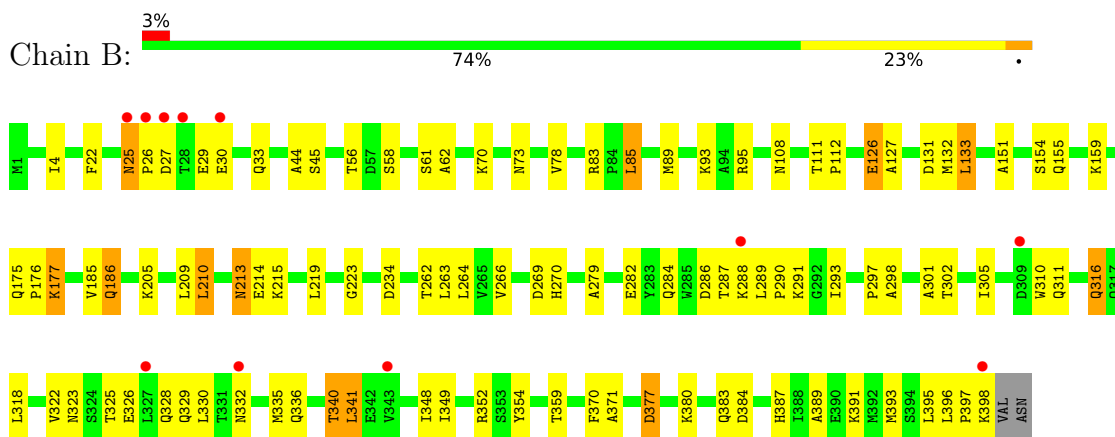 3%
Chain B:
74% 23% •
M1 I4 F22 N25 P26 D27 T28 E29 E30 Q33 A44 S45 T56 D57 S58 S61 A62 K70 N73 V78 R83 P84 L85 M89 K93 A94 R95 N108 T111 P112 E126 A127 D131 M132 L133 A151 S154 Q155 K159
Q175 P176 K177 V185 Q186 K205 L209 L210 N213 E214 K215 L219 G223 D234 T262 L263 L264 V265 V266 D269 H270 A279 E282 Y283 Q284 W285 D286 T287 K288 L289 P290 K291 G292 I293 P297 A298 A301 T302 I305 D309 W310 Q311 Q316
L318 V322 N323 S324 T325 E326 L327 Q328 Q329 L330 T331 N332 M335 Q336 T340 L341 E342 V343 I348 I349 R352 S353 Y354 T359 F370 A371 D377 K380 Q383 D384 H387 I388 A389 E390 K391 M392 M393 S394 L395 L396 P397 K398 VAL ASN